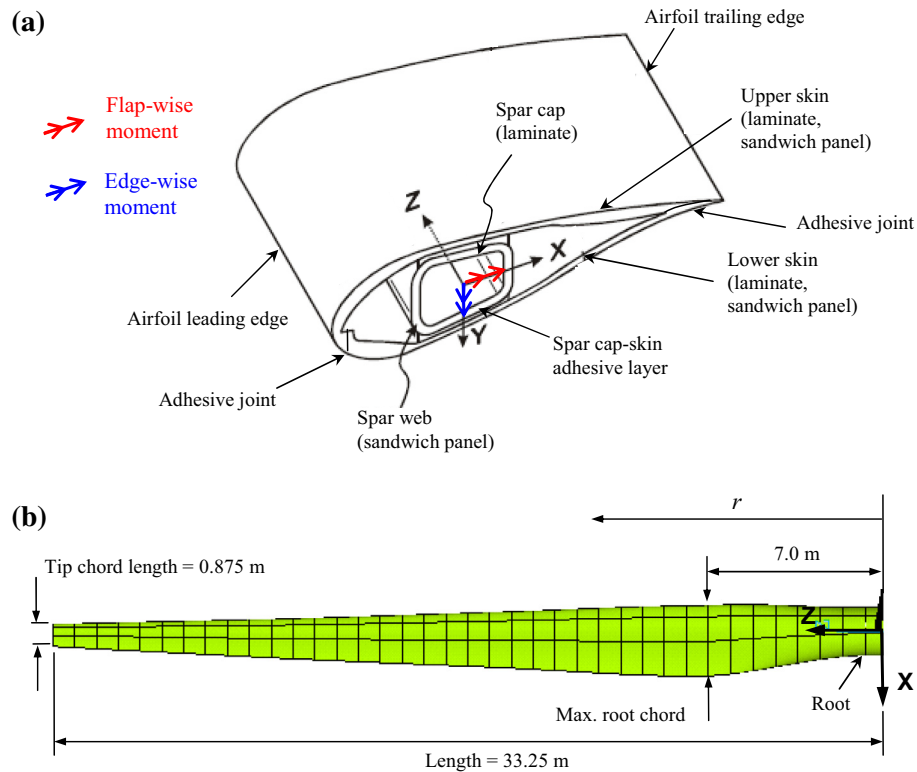 (a)
Airfoil trailing edge
Flap-wise
moment
Edge-wise
moment
Spar cap
(laminate)
Upper skin
(laminate,
sandwich panel)
Z
X
Y
Adhesive joint
Lower skin
(laminate,
sandwich panel)
Airfoil leading edge
Spar cap-skin
adhesive layer
Adhesive joint
Spar web
(sandwich panel)
(b)
r
7.0 m
Tip chord length = 0.875 m
Z
X
Root
Max. root chord
Length = 33.25 m